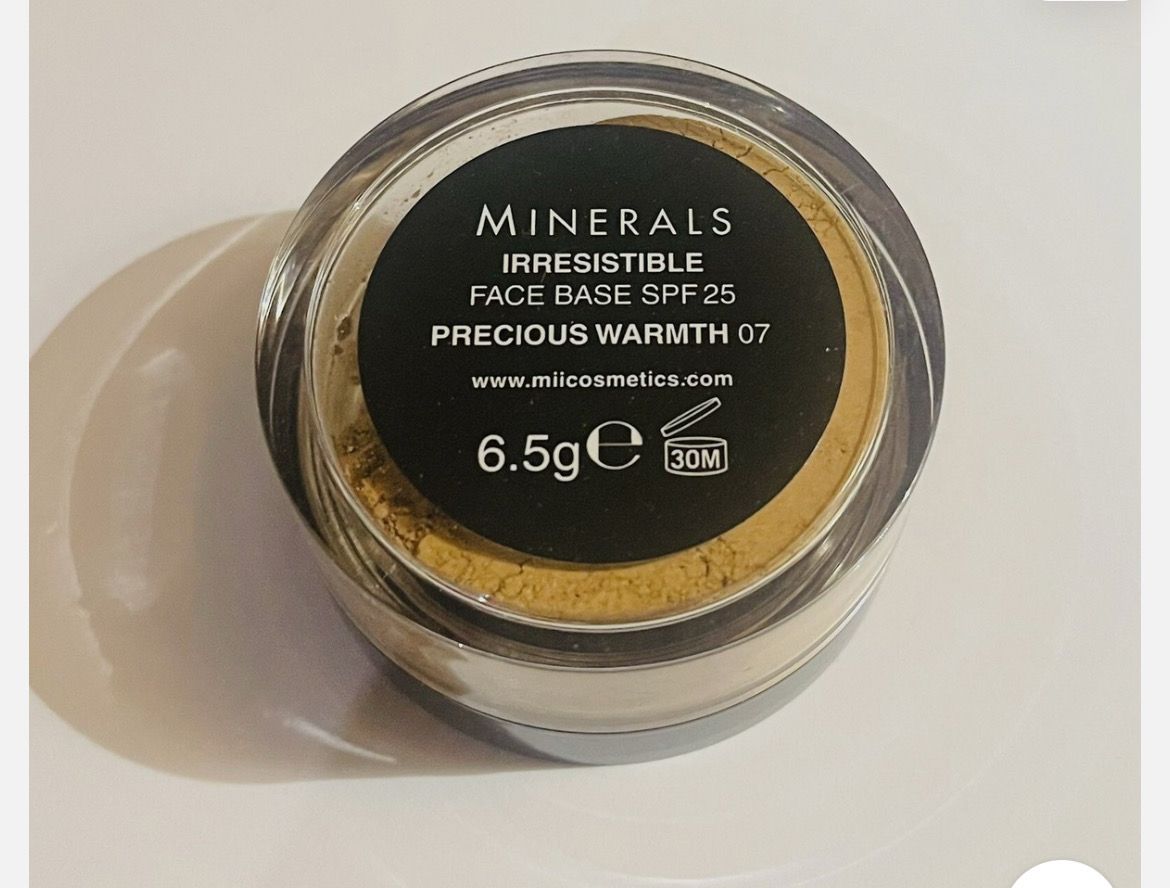 MINERALS
IRRESISTIBLE
FACE BASE SPF 25
PRECIOUS WARMTH 07
www.miicosmetics.com
6.5g e 30M